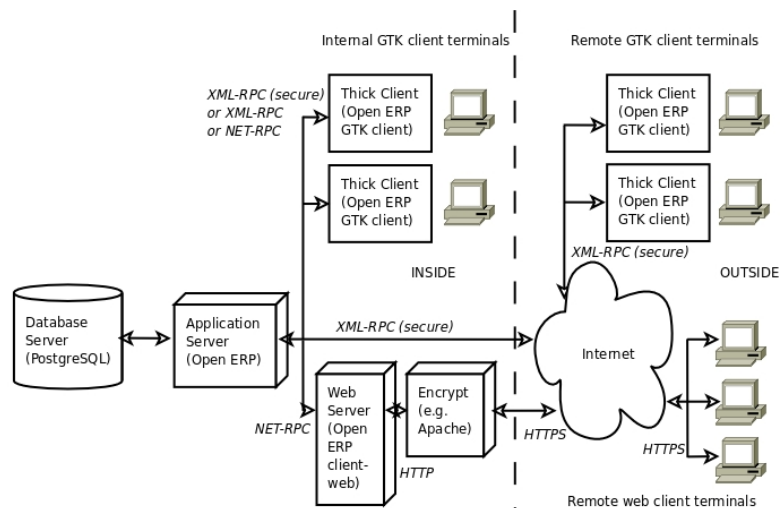 Internal GTK client terminals
Remote GTK client terminals
XML-RPC (secure)
or XML-RPC
or NET-RPC
Thick Client
(Open ERP
GTK client)
Thick Client
(Open ERP
GTK client)
Thick Client
(Open ERP
GTK client)
Thick Client
(Open ERP
GTK client)
XML-RPC (secure)
INSIDE
OUTSIDE
Database
Server
(PostgreSQL)
Application
Server
(Open ERP)
XML-RPC (secure)
Internet
NET-RPC
Web
Server
(Open
ERP
client-
web)
HTTP
Encrypt
(e.g.
Apache)
HTTPS
HTTPS
Remote web client terminals